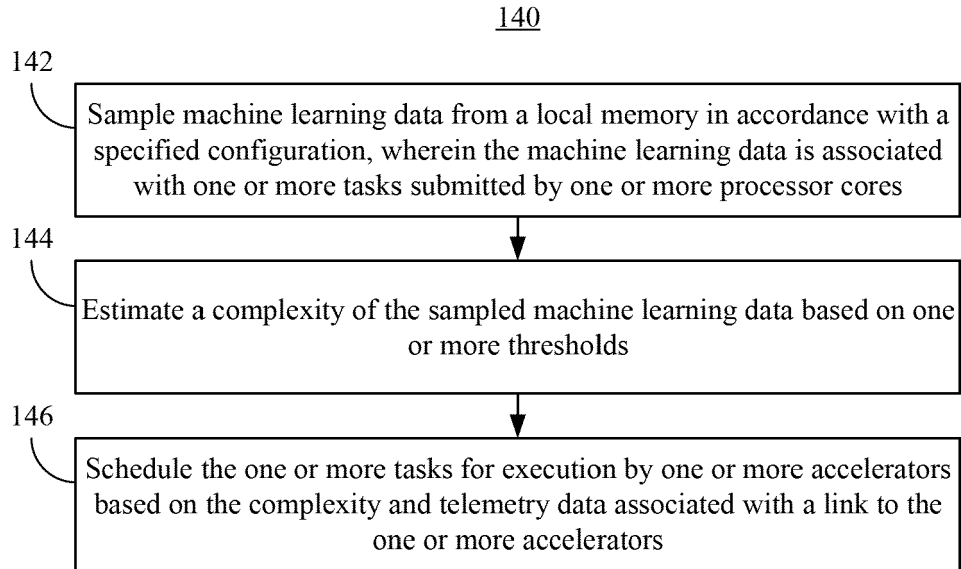 140
142
Sample machine learning data from a local memory in accordance with a
specified configuration, wherein the machine learning data is associated
with one or more tasks submitted by one or more processor cores
144
Estimate a complexity of the sampled machine learning data based on one
or more thresholds
146
Schedule the one or more tasks for execution by one or more accelerators
based on the complexity and telemetry data associated with a link to the
one or more accelerators